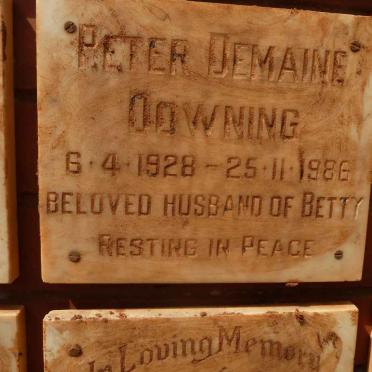 PETER DEMAINE
DOWNING
6·4·1928 - 25·11·1986
BELOVED HUSBAND OF BETTY
RESTING IN PEACE
In Loving Memory